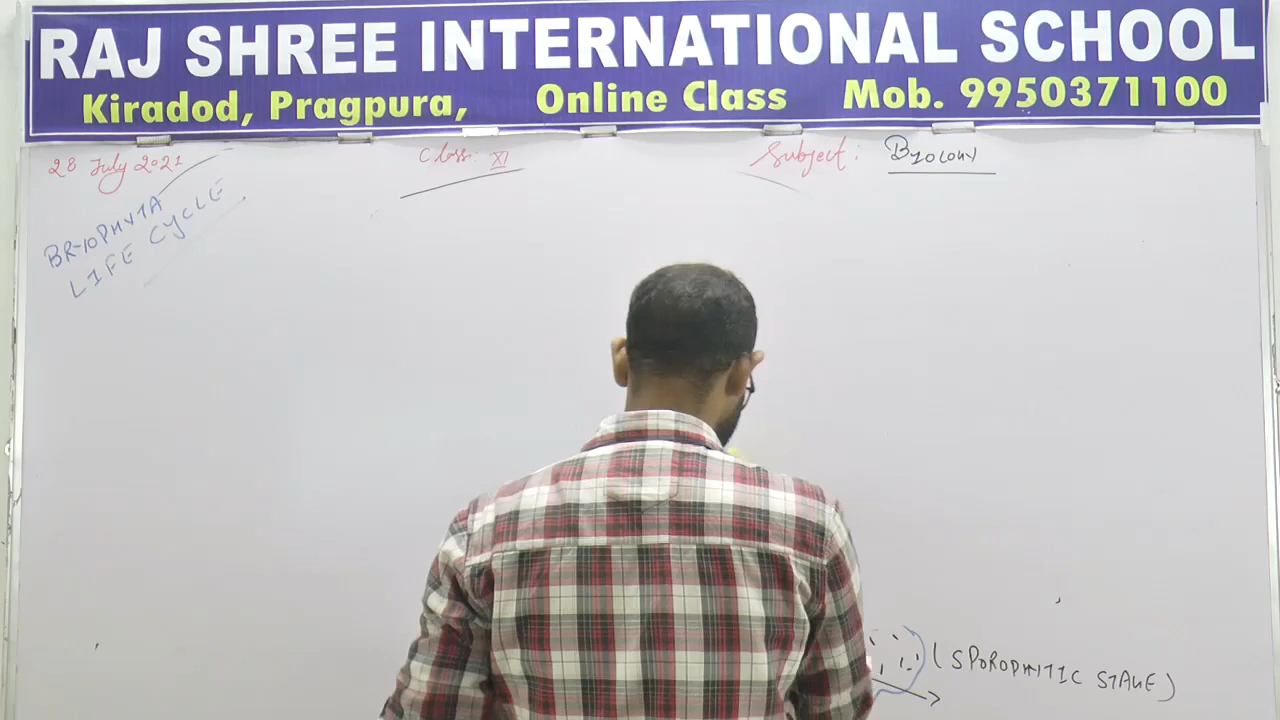 RAJ SHREE INTERNATIONAL SCHOOL
Kiradod, Pragpura, Online Class Mob. 9950371100
28 July 2021 Class: XI Subject: BIOLOGY
BRIOPHYTA
LIFE CYCLE
(SPOROPHYTIC STAGE)